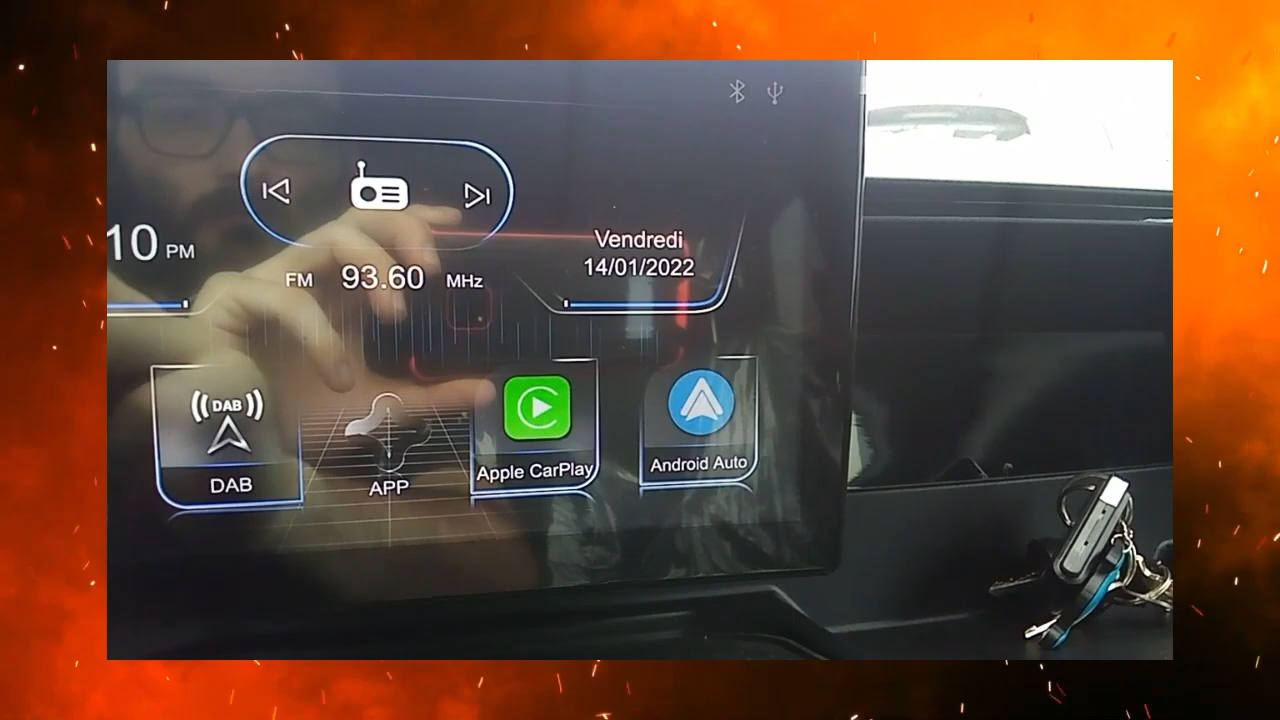 10 PM
FM 93.60 MHz
Vendredi
14/01/2022
DAB
DAB
APP
Apple CarPlay
Android Auto